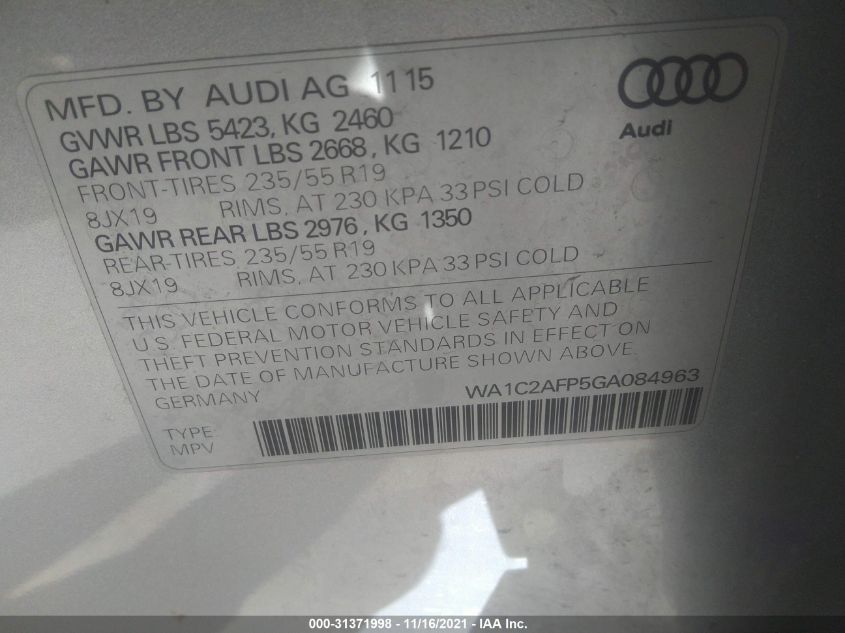 MFD. BY AUDI AG 11 15
GVWR LBS 5423, KG 2460
GAWR FRONT LBS 2668, KG 1210
FRONT-TIRES 235/55 R19
8JX19 RIMS, AT 230 KPA 33 PSI COLD
GAWR REAR LBS 2976, KG 1350
REAR-TIRES 235/55 R19
8JX19 RIMS, AT 230 KPA 33 PSI COLD
Audi
THIS VEHICLE CONFORMS TO ALL APPLICABLE
U.S. FEDERAL MOTOR VEHICLE SAFETY AND
THEFT PREVENTION STANDARDS IN EFFECT ON
THE DATE OF MANUFACTURE SHOWN ABOVE.
GERMANY WA1C2AFP5GA084963
TYPE
MPV
000-31371998 - 11/16/2021 - IAA Inc.